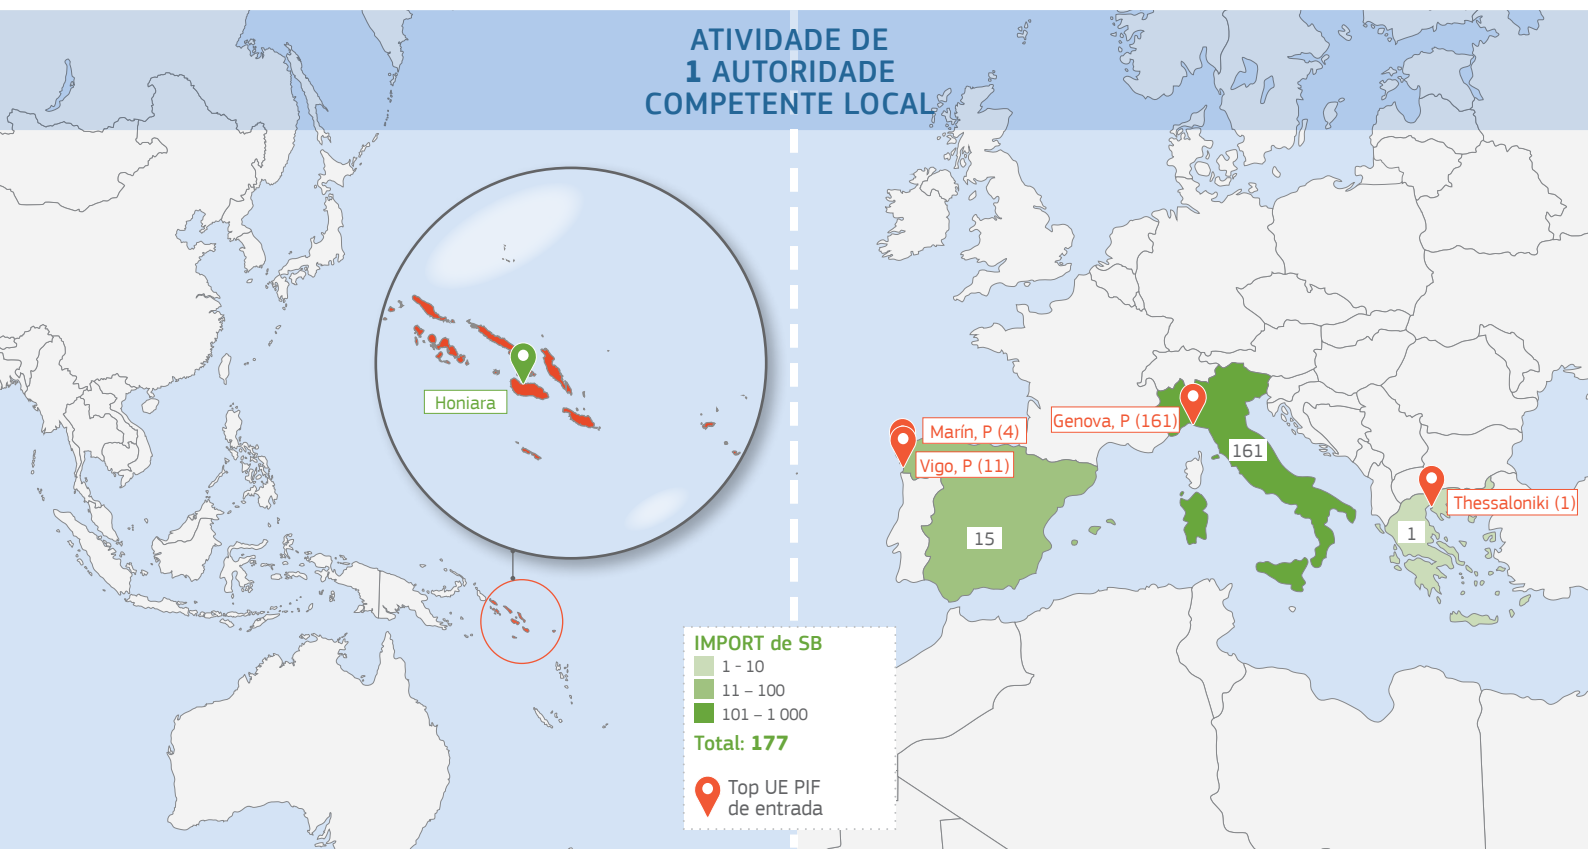 ATIVIDADE DE
1 AUTORIDADE
COMPETENTE LOCAL
Honiara
Marín, P (4)
Vigo, P (11)
Genova, P (161)
161
Thessaloniki (1)
1
15
IMPORT de SB
1 - 10
11 – 100
101 – 1 000
Total: 177
Top UE PIF
de entrada